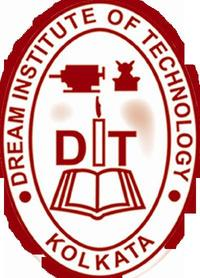 DREAM INSTITUTE OF TECHNOLOGY
DIT
KOLKATA